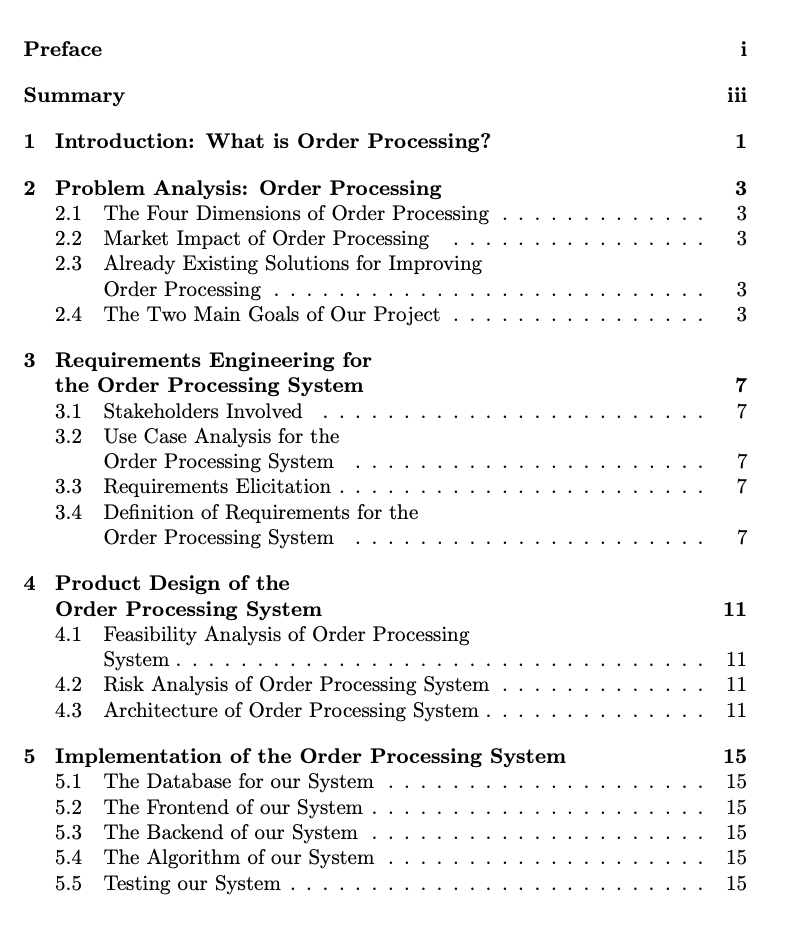 Preface i
Summary iii
1 Introduction: What is Order Processing? 1
2 Problem Analysis: Order Processing 3
2.1 The Four Dimensions of Order Processing . . . . . . . . . . . . . 3
2.2 Market Impact of Order Processing . . . . . . . . . . . . . . . . 3
2.3 Already Existing Solutions for Improving
Order Processing . . . . . . . . . . . . . . . . . . . . . . . . . . . 3
2.4 The Two Main Goals of Our Project . . . . . . . . . . . . . . . . 3
3 Requirements Engineering for
the Order Processing System 7
3.1 Stakeholders Involved . . . . . . . . . . . . . . . . . . . . . . . . 7
3.2 Use Case Analysis for the
Order Processing System . . . . . . . . . . . . . . . . . . . . . . 7
3.3 Requirements Elicitation . . . . . . . . . . . . . . . . . . . . . . . 7
3.4 Definition of Requirements for the
Order Processing System . . . . . . . . . . . . . . . . . . . . . . 7
4 Product Design of the
Order Processing System 11
4.1 Feasibility Analysis of Order Processing
System . . . . . . . . . . . . . . . . . . . . . . . . . . . . . . . . . 11
4.2 Risk Analysis of Order Processing System . . . . . . . . . . . . . 11
4.3 Architecture of Order Processing System . . . . . . . . . . . . . . 11
5 Implementation of the Order Processing System 15
5.1 The Database for our System . . . . . . . . . . . . . . . . . . . . 15
5.2 The Frontend of our System . . . . . . . . . . . . . . . . . . . . . 15
5.3 The Backend of our System . . . . . . . . . . . . . . . . . . . . . 15
5.4 The Algorithm of our System . . . . . . . . . . . . . . . . . . . . 15
5.5 Testing our System . . . . . . . . . . . . . . . . . . . . . . . . . . 15